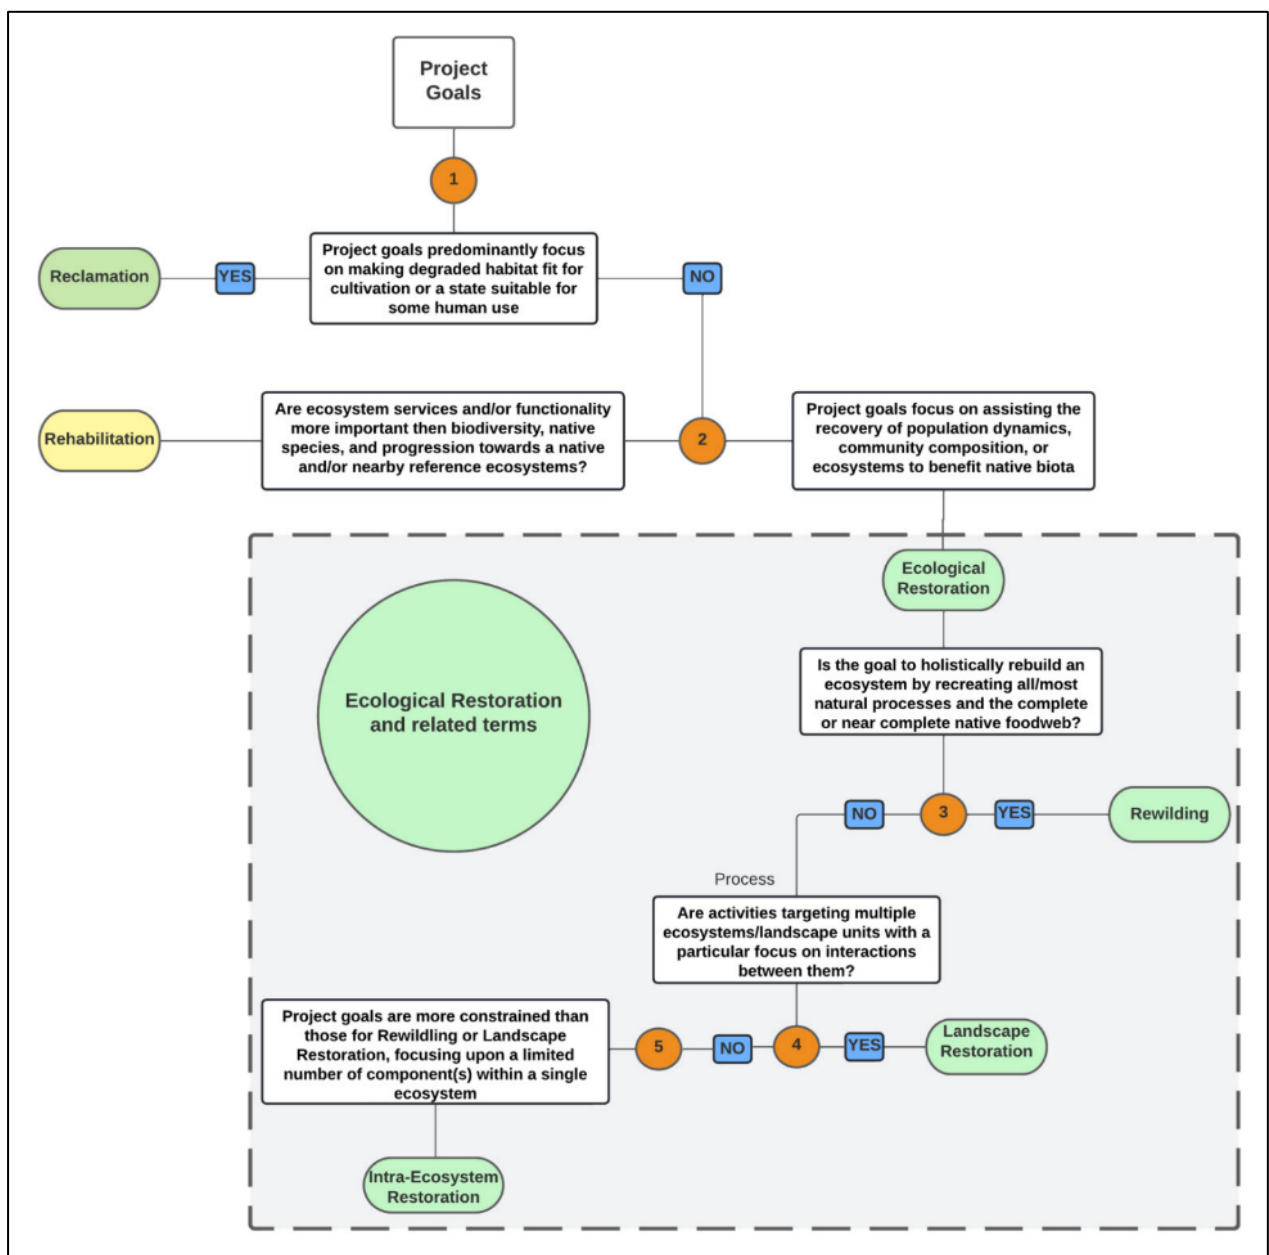 Project
Goals
1
Reclamation
YES
Project goals predominantly focus
on making degraded habitat fit for
cultivation or a state suitable for
some human use
NO
Rehabilitation
Are ecosystem services and/or functionality
more important then biodiversity, native
species, and progression towards a native
and/or nearby reference ecosystems?
2
Project goals focus on assisting the
recovery of population dynamics,
community composition, or
ecosystems to benefit native biota
Ecological
Restoration
Ecological Restoration
and related terms
Is the goal to holistically rebuild an
ecosystem by recreating all/most
natural processes and the complete
or near complete native foodweb?
NO
3
YES
Rewilding
Process
Are activities targeting multiple
ecosystems/landscape units with a
particular focus on interactions
between them?
Project goals are more constrained than
those for Rewildling or Landscape
Restoration, focusing upon a limited
number of component(s) within a single
ecosystem
5
NO
4
YES
Landscape
Restoration
Intra-Ecosystem
Restoration